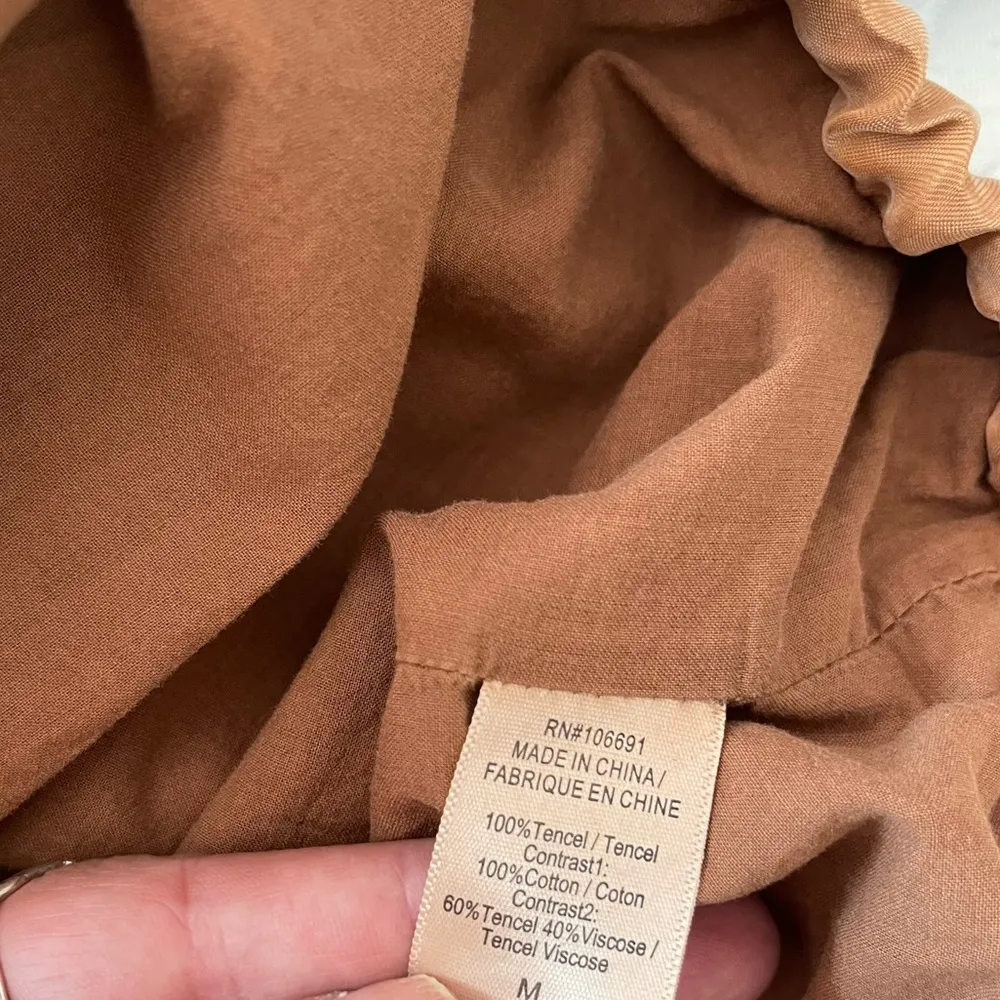 RN#106691
MADE IN CHINA/
FABRIQUE EN CHINE
100%Tencel / Tencel
Contrast1:
100%Cotton / Coton
Contrast2:
60%Tencel 40%Viscose /
Tencel Viscose
M